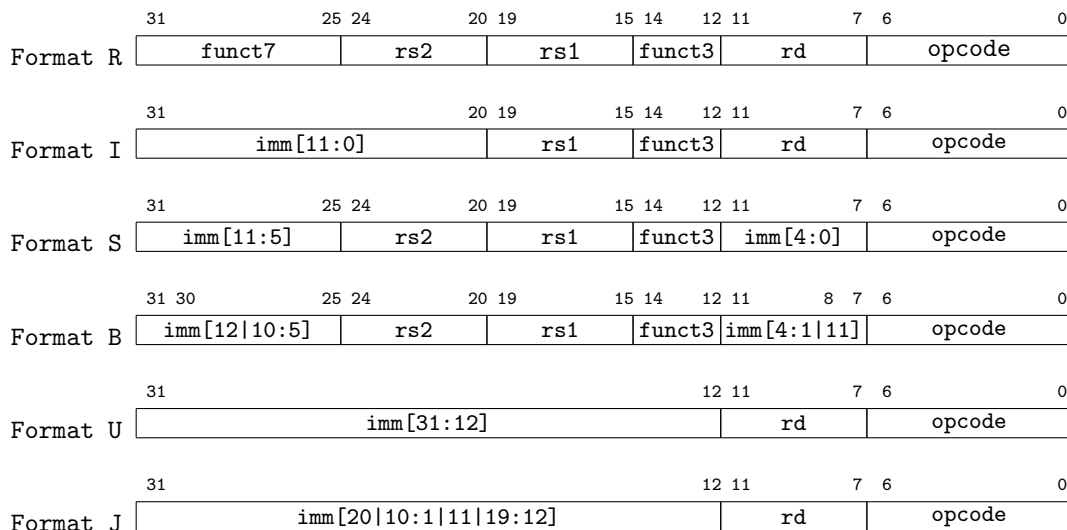 31 25 24 20 19 15 14 12 11 7 6 0
Format R funct7 rs2 rs1 funct3 rd opcode
31 20 19 15 14 12 11 7 6 0
Format I imm[11:0] rs1 funct3 rd opcode
31 25 24 20 19 15 14 12 11 7 6 0
Format S imm[11:5] rs2 rs1 funct3 imm[4:0] opcode
31 30 25 24 20 19 15 14 12 11 8 7 6 0
Format B imm[12|10:5] rs2 rs1 funct3 imm[4:1|11] opcode
31 12 11 7 6 0
Format U imm[31:12] rd opcode
31 12 11 7 6 0
Format J imm[20|10:1|11|19:12] rd opcode